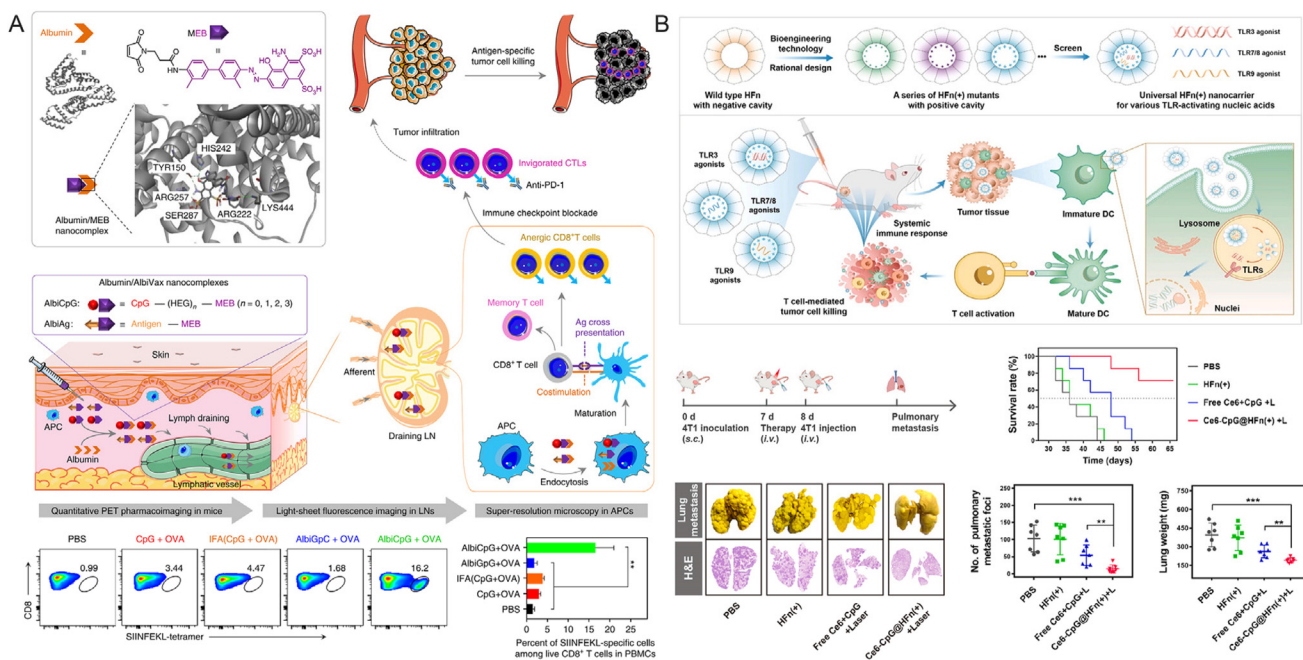 A
Albumin
MEB
≡
≡
SO₃H
SO₃H
HIS242
TYR150
ARG257
SER287
ARG222
LYS444
Albumin/MEB
nanocomplex
Antigen-specific
tumor cell killing
Tumor infiltration
Invigorated CTLs
Anti-PD-1
Immune checkpoint blockade
Anergic CD8⁺T cells
Memory T cell
Ag cross
presentation
CD8⁺ T cell
Costimulation
Maturation
APC
Endocytosis
Albumin/AlbiVax nanocomplexes
AlbiCpG: = CpG — (HEG)n — MEB (n = 0, 1, 2, 3)
AlbiAg: = Antigen — MEB
Skin
APC
Lymph draining
Albumin
Lymphatic vessel
Afferent
Draining LN
Quantitative PET pharmacoimaging in mice
Light-sheet fluorescence imaging in LNs
Super-resolution microscopy in APCs
PBS
CpG + OVA
IFA(CpG + OVA)
AlbiGpC + OVA
AlbiCpG + OVA
0.99
3.44
4.47
1.68
16.2
CD8
SIINFEKL-tetramer
AlbiCpG+OVA
AlbiGpG+OVA
IFA(CpG+OVA)
CpG+OVA
PBS
**
0 5 10 15 20 25
Percent of SIINFEKL-specific cells
among live CD8⁺ T cells in PBMCs
B
Bioengineering
technology
Rational design
Screen
TLR3
agonist
TLR7/8
agonist
TLR9
agonist
Wild type HFn
with negative cavity
A series of HFn(+) mutants
with positive cavity
Universal HFn(+) nanocarrier
for various TLR-activating nucleic acids
TLR3
agonists
TLR7/8
agonists
TLR9
agonists
Systemic
immune response
Tumor tissue
Immature DC
Lysosome
TLRs
Nuclei
T cell-mediated
tumor cell killing
T cell activation
Mature DC
0 d
4T1 inoculation
(s.c.)
7 d
Therapy
(i.v.)
8 d
4T1 injection
(i.v.)
Pulmonary
metastasis
Survival rate (%)
100
50
0
30 35 40 45 50 55 60 65
Time (days)
PBS
HFn(+)
Free Ce6+CpG +L
Ce6-CpG@HFn(+) +L
Lung
metastasis
H&E
PBS
HFn(+)
Free Ce6+CpG
+Laser
Ce6-CpG@HFn(+)
+Laser
No. of pulmonary
metastatic foci
200
150
100
50
0
***
**
PBS
HFn(+)
Free Ce6+CpG+L
Ce6-CpG@HFn(+)+L
Lung weight (mg)
900
600
300
0
***
**
PBS
HFn(+)
Free Ce6+CpG+L
Ce6-CpG@HFn(+)+L